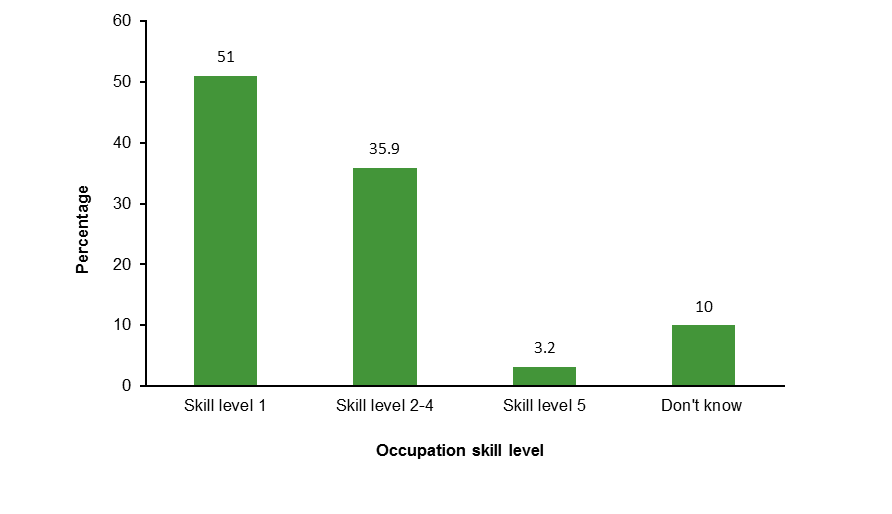 60
50
40
30
20
10
0
Percentage
51
35.9
3.2
10
Skill level 1
Skill level 2-4
Skill level 5
Don't know
Occupation skill level